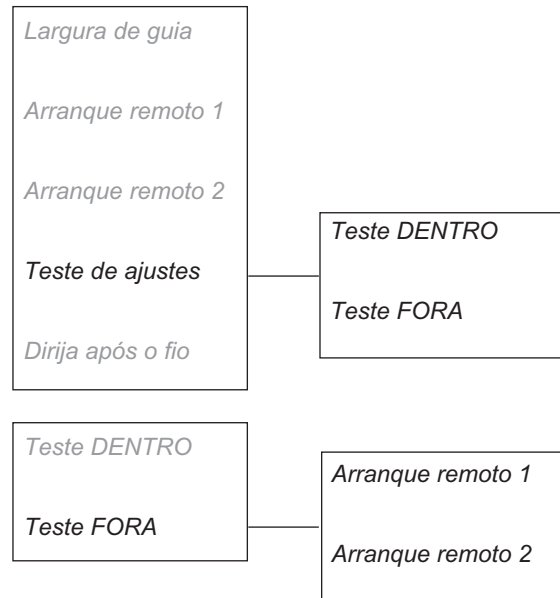 Largura de guia
Arranque remoto 1
Arranque remoto 2
Teste de ajustes
Dirija após o fio
Teste DENTRO
Teste FORA
Teste DENTRO
Teste FORA
Arranque remoto 1
Arranque remoto 2